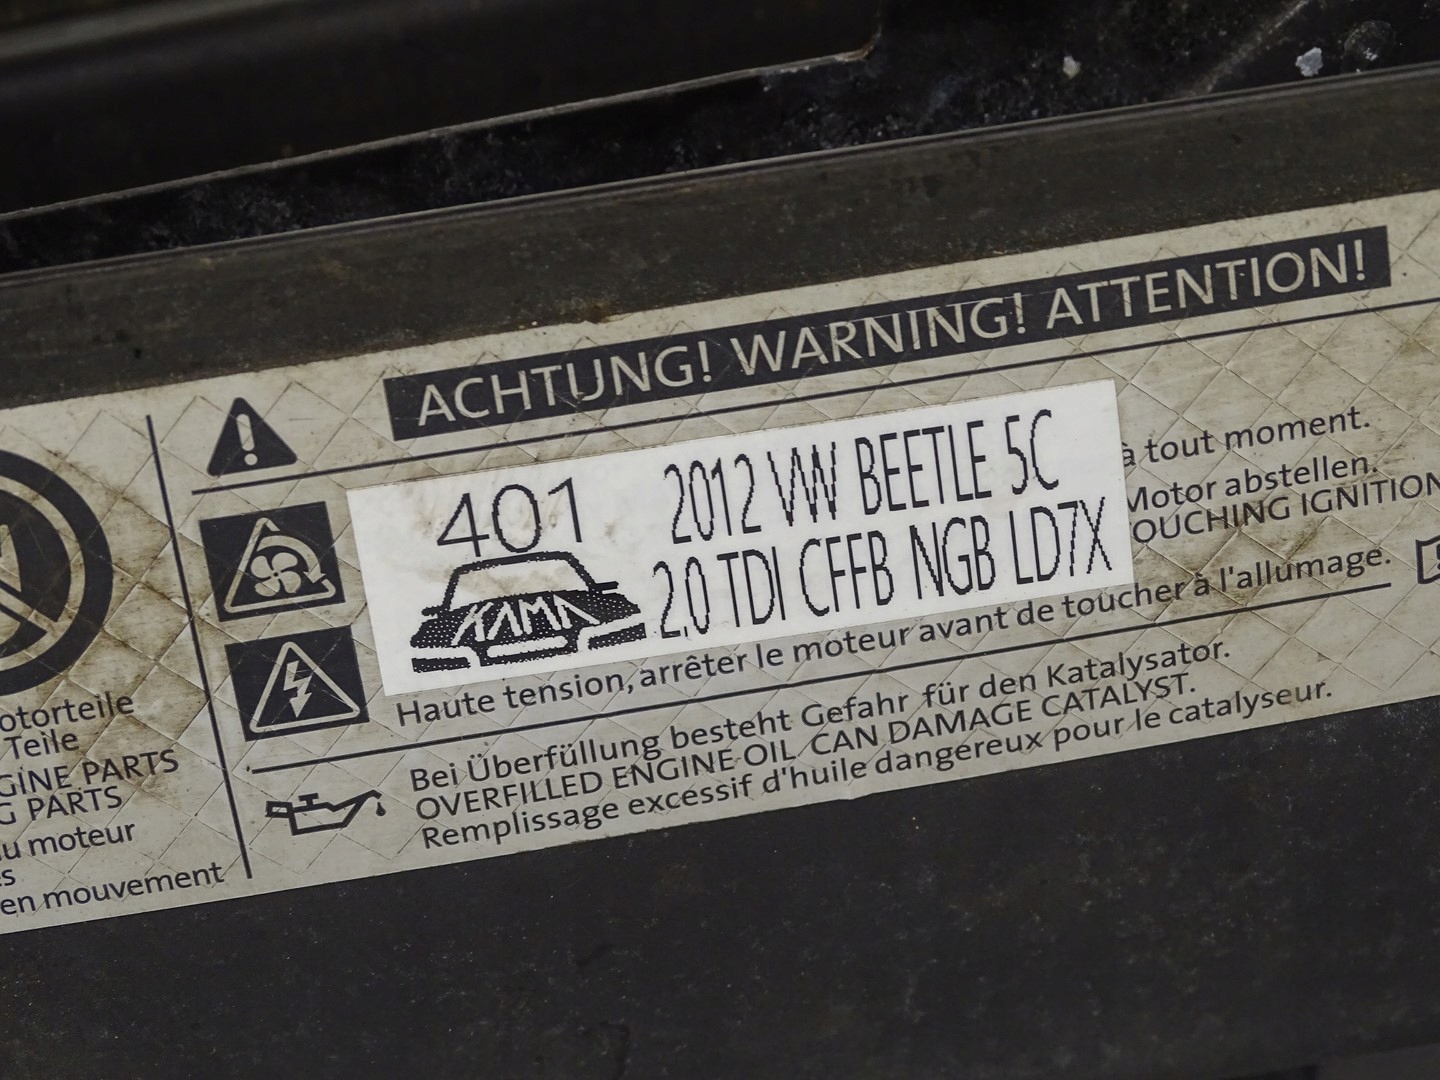 ACHTUNG! WARNING! ATTENTION!
401
KAMA
2012 VW BEETLE 5C
2.0 TDI CFFB NGB LD7X
à tout moment.
Motor abstellen.
OUCHING IGNITION
Haute tension, arrêter le moteur avant de toucher à l'allumage.
Bei Überfüllung besteht Gefahr für den Katalysator.
OVERFILLED ENGINE OIL CAN DAMAGE CATALYST.
Remplissage excessif d'huile dangereux pour le catalyseur.
otorteile
Teile
GINE PARTS
G PARTS
u moteur
es
en mouvement